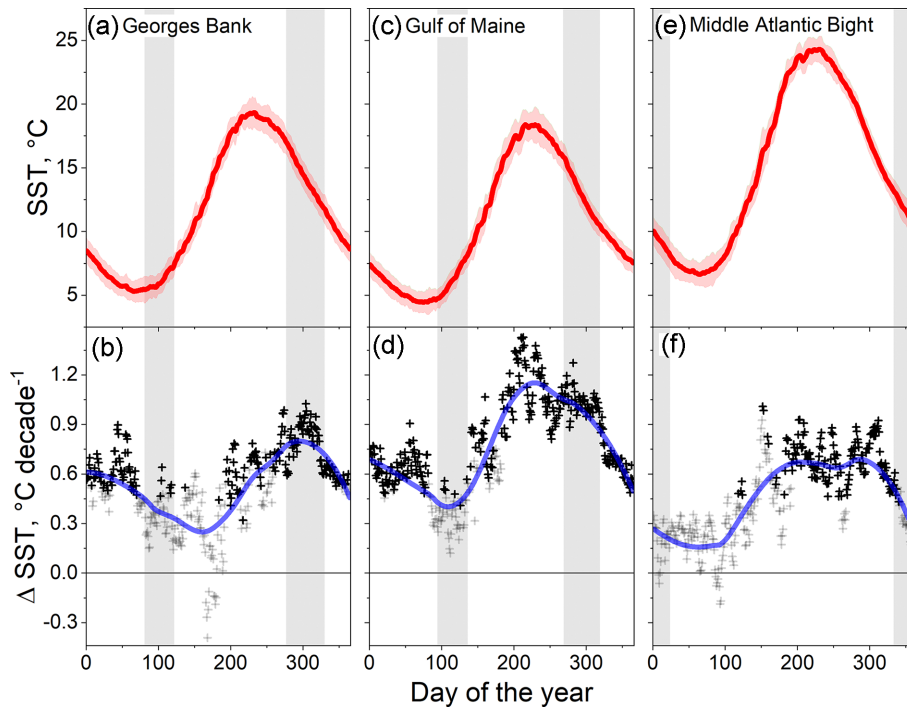 (a) Georges Bank
(c) Gulf of Maine
(e) Middle Atlantic Bight
SST, °C
25
20
15
10
5
(b)
(d)
(f)
Δ SST, °C decade⁻¹
1.2
0.9
0.6
0.3
0.0
-0.3
0 100 200 300
0 100 200 300
0 100 200 300
Day of the year